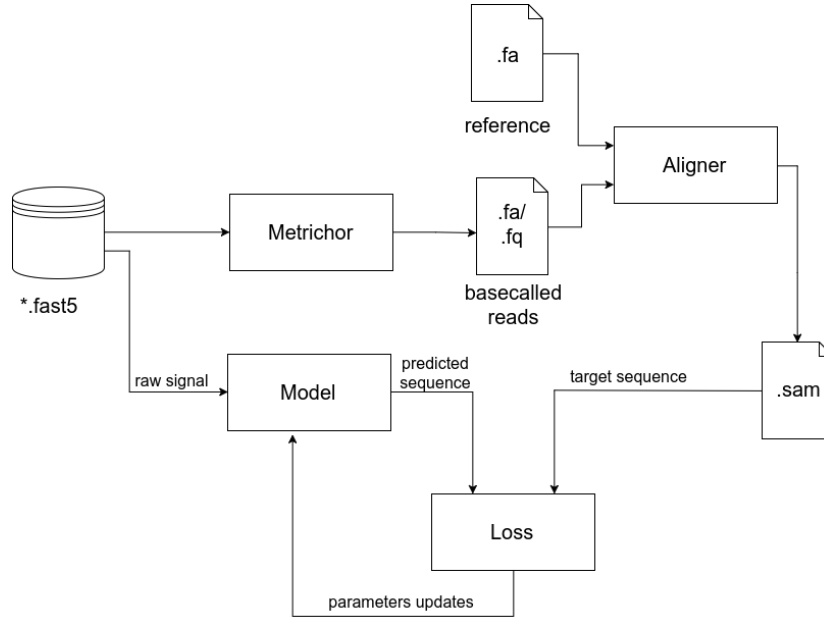 .fa
reference
Aligner
Metrichor
.fa/
.fq
basecalled
reads
*.fast5
raw signal
Model
predicted
sequence
target sequence
.sam
Loss
parameters updates